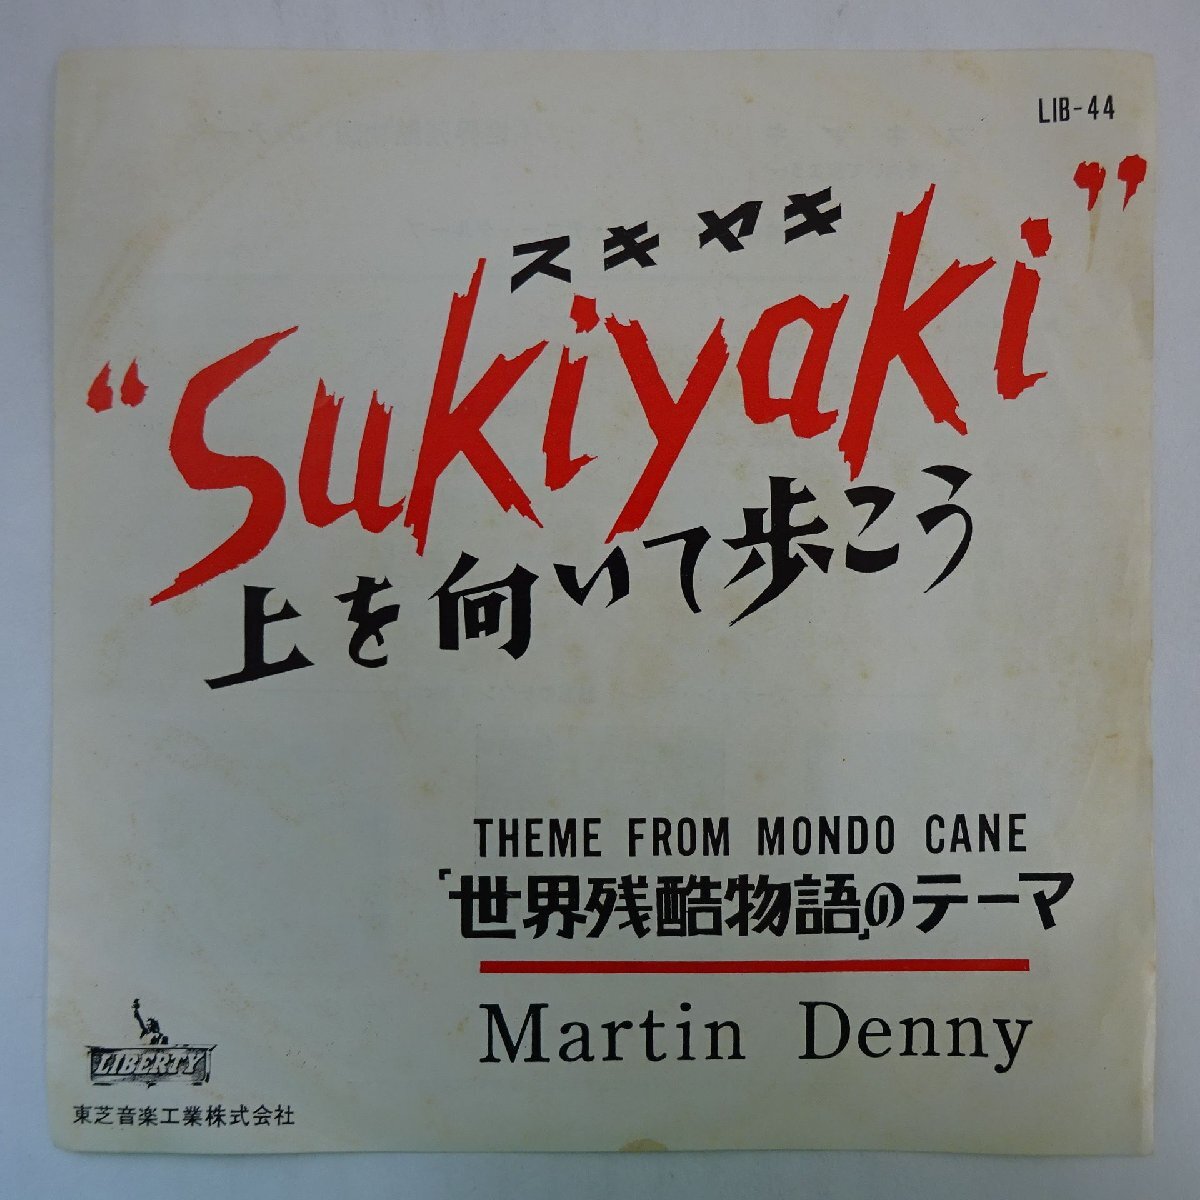 LIB-44
スキヤキ
“Sukiyaki”
上を向いて歩こう
THEME FROM MONDO CANE
「世界残酷物語」のテーマ
Martin Denny
LIBERTY
東芝音楽工業株式会社